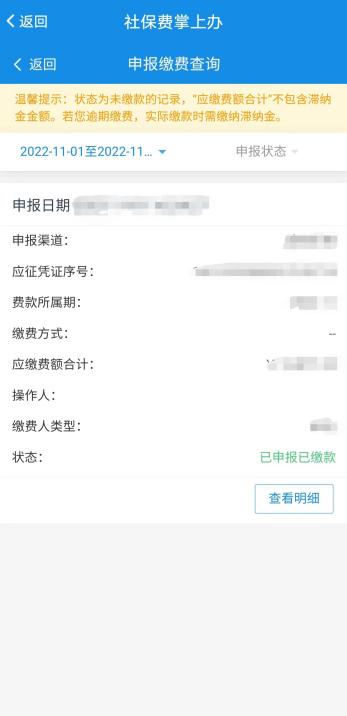 返回
社保费掌上办
返回
申报缴费查询
温馨提示：状态为未缴款的记录，“应缴费额合计”不包含滞纳
金金额。若您逾期缴费，实际缴款时需缴纳滞纳金。
2022-11-01至2022-11...
申报状态
申报日期
申报渠道：
应征凭证序号：
费款所属期：
缴费方式：
--
应缴费额合计：
操作人：
缴费人类型：
状态：
已申报已缴款
查看明细